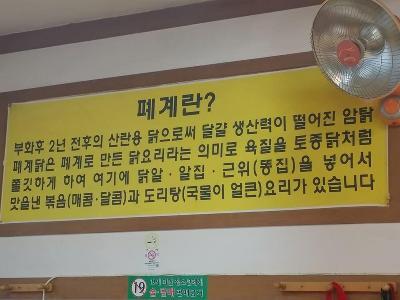 폐계란?
부화후 2년 전후의 산란용 닭으로써 달걀 생산력이 떨어진 암탉
폐계닭은 폐계로 만든 닭요리라는 의미로 육질을 토종닭처럼
쫄깃하게 하여 여기에 닭알·알집·근위(똥집)을 넣어서
맛을낸 볶음(매콤·달콤)과 도리탕(국물이 얼큰)요리가 있습니다
19